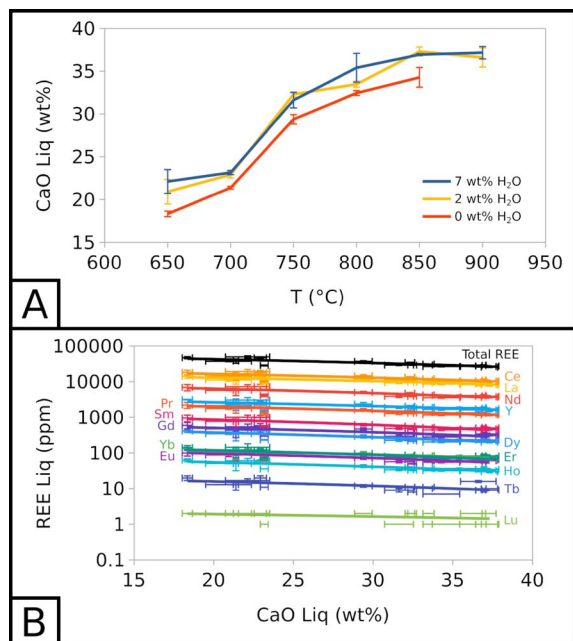 40
35
30
25
20
15
CaO Liq (wt%)
7 wt% H₂O
2 wt% H₂O
0 wt% H₂O
600 650 700 750 800 850 900 950
T (°C)
A
100000
10000
1000
100
10
1
0.1
REE Liq (ppm)
Total REE
Ce
La
Nd
Y
Dy
Er
Ho
Tb
Lu
Pr
Sm
Gd
Yb
Eu
15 20 25 30 35 40
CaO Liq (wt%)
B